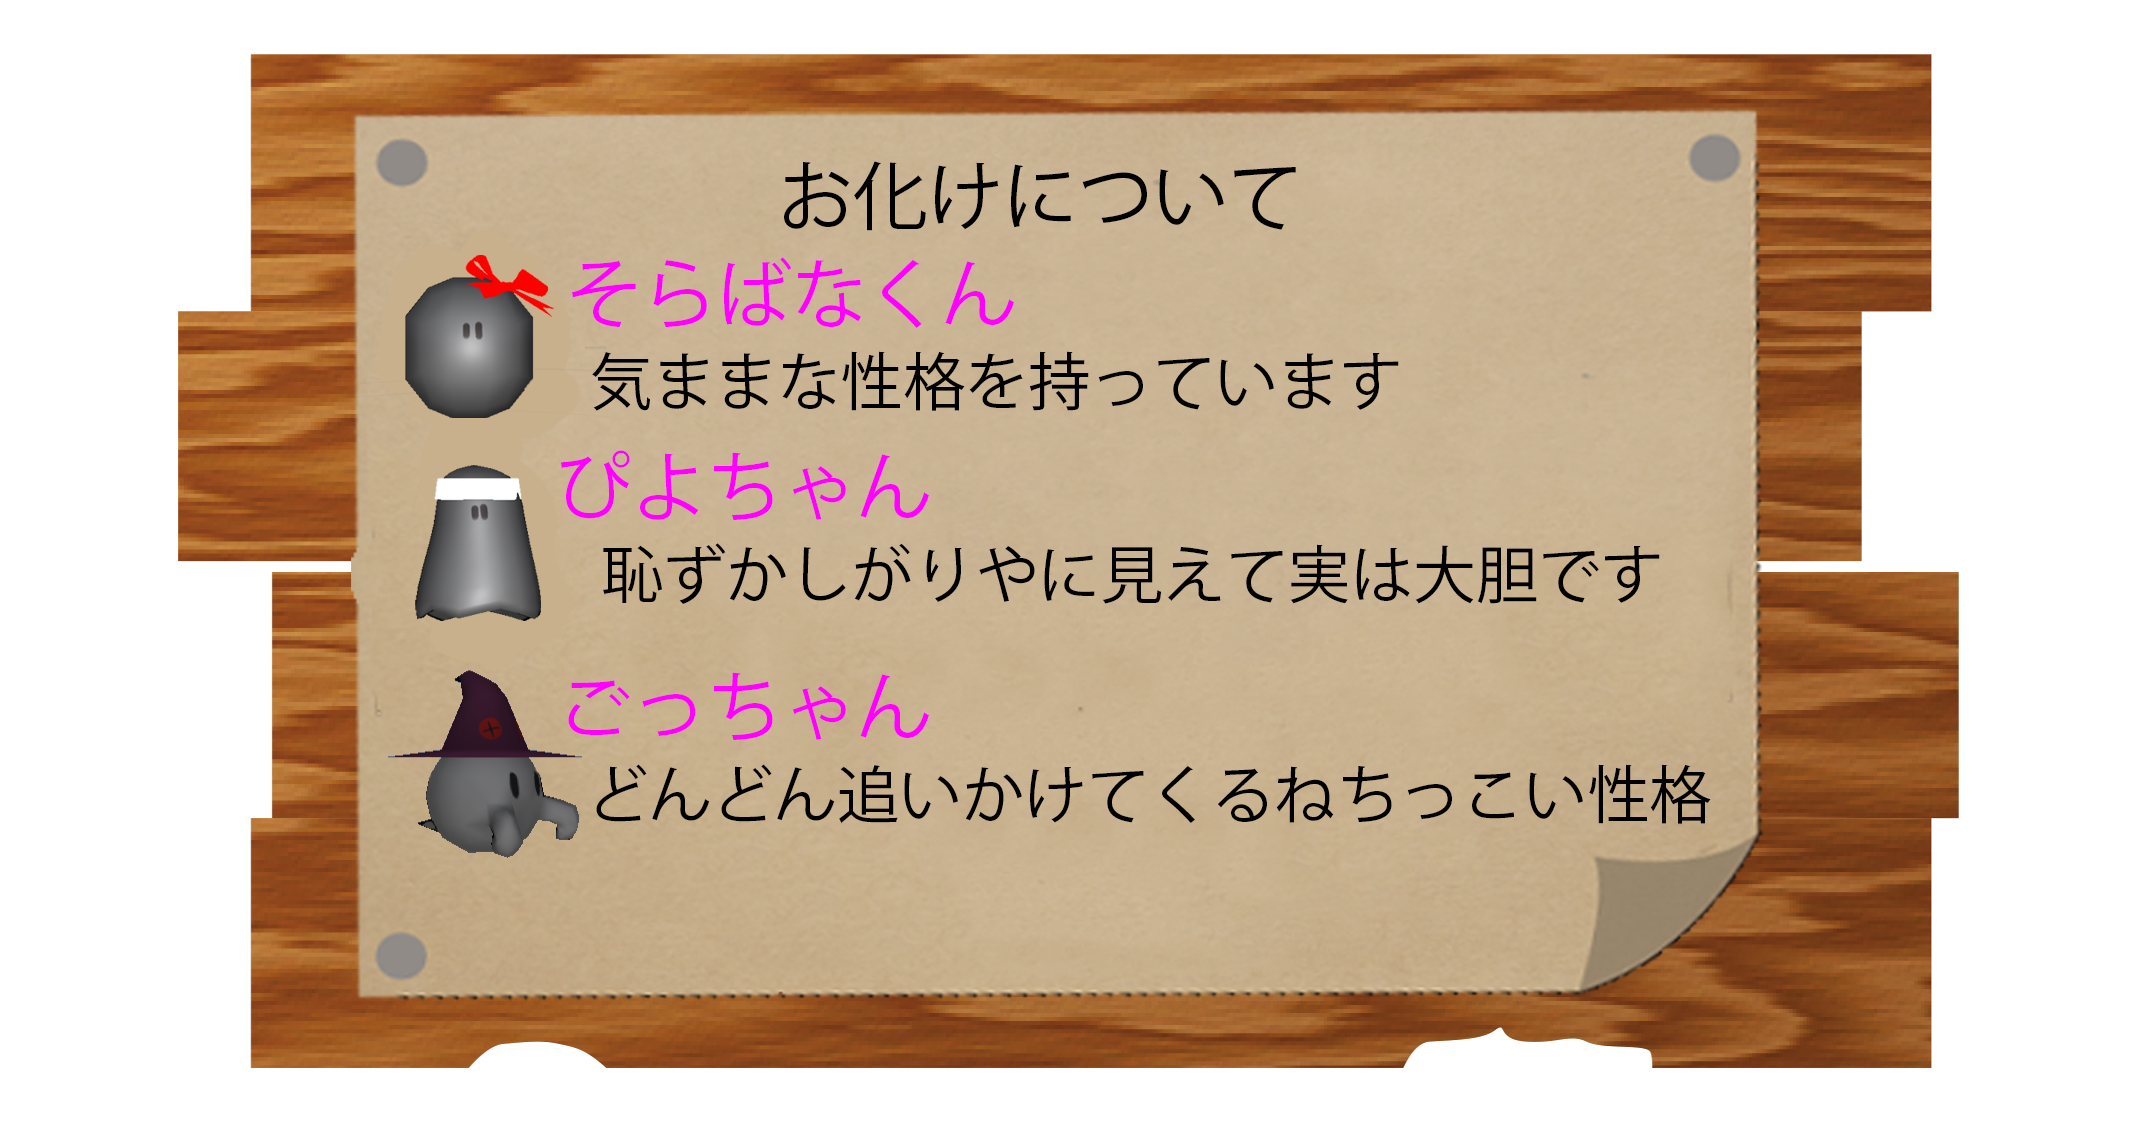 お化けについて
そらばなくん
気ままな性格を持っています
ぴよちゃん
恥ずかしがりやに見えて実は大胆です
ごっちゃん
どんどん追いかけてくるねちっこい性格